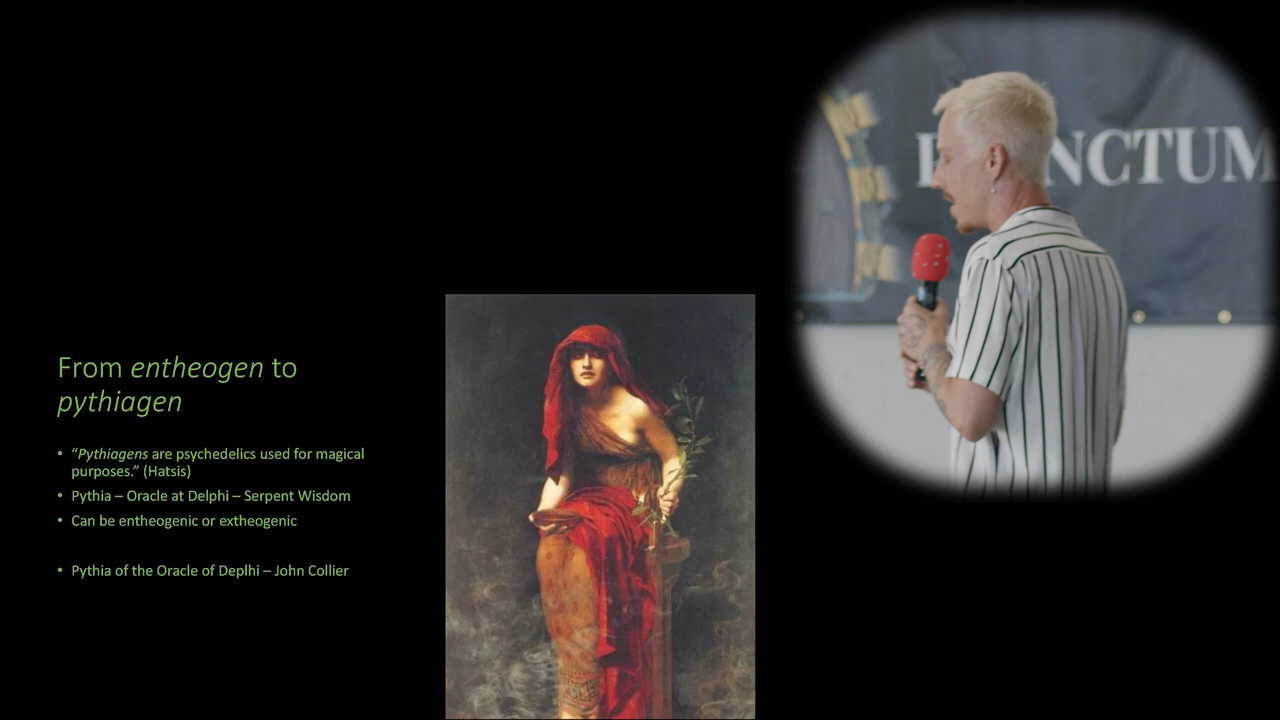 From entheogen to
pythiagen
• “Pythiagens are psychedelics used for magical
purposes.” (Hatsis)
• Pythia – Oracle at Delphi – Serpent Wisdom
• Can be entheogenic or extheogenic
• Pythia of the Oracle of Deplhi – John Collier